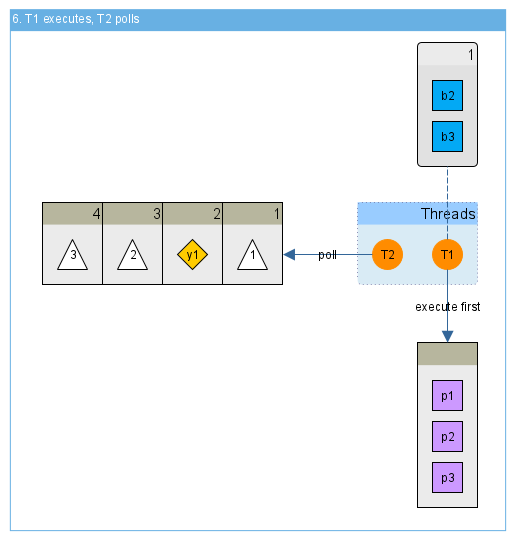 6. T1 executes, T2 polls
1
b2
b3
4 3 2 1
3 2 y1 1
Threads
poll
T2 T1
execute first
p1
p2
p3